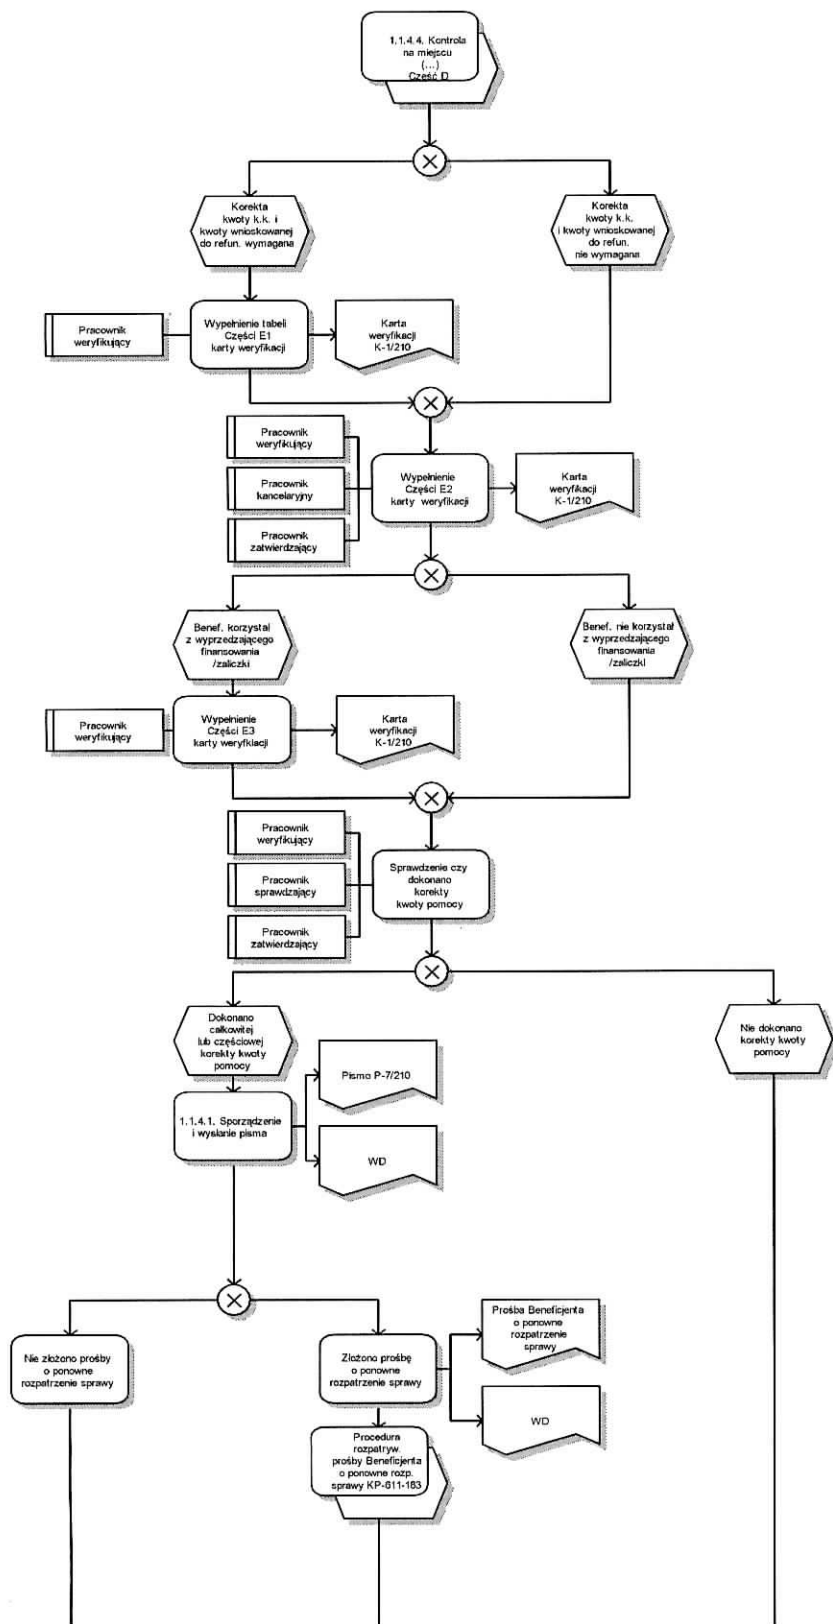 1.1.4.4. Kontrola
na miejscu
(...)
Część D
Korekta
kwoty k.k. i
kwoty wnioskowanej
do refun. wymagana
Korekta
kwoty k.k.
i kwoty wnioskowanej
do refun.
nie wymagana
Pracownik
weryfikujący
Wypełnienie tabeli
Części E1
karty weryfikacji
Karta
weryfikacji
K-1/210
Pracownik
weryfikujący
Pracownik
kancelaryjny
Pracownik
zatwierdzający
Wypełnienie
Części E2
karty weryfikacji
Karta
weryfikacji
K-1/210
Benef. korzystał
z wyprzedzającego
finansowania
/zaliczki
Benef. nie korzystał
z wyprzedzającego
finansowania
/zaliczki
Pracownik
weryfikujący
Wypełnienie
Części E3
karty weryfkiacji
Karta
weryfikacji
K-1/210
Pracownik
weryfikujący
Pracownik
sprawdzający
Pracownik
zatwierdzający
Sprawdzenie czy
dokonano
korekty
kwoty pomocy
Dokonano
całkowitej
lub częściowej
korekty kwoty
pomocy
Nie dokonano
korekty kwoty
pomocy
1.1.4.1. Sporządzenie
i wysłanie pisma
Pismo P-7/210
WD
Nie złożono prośby
o ponowne
rozpatrzenie sprawy
Złożono prośbę
o ponowne
rozpatrzenie sprawy
Prośba Beneficjenta
o ponowne
rozpatrzenie
sprawy
WD
Procedura
rozpatryw.
prośby Beneficjenta
o ponowne rozp.
sprawy KP-611-163